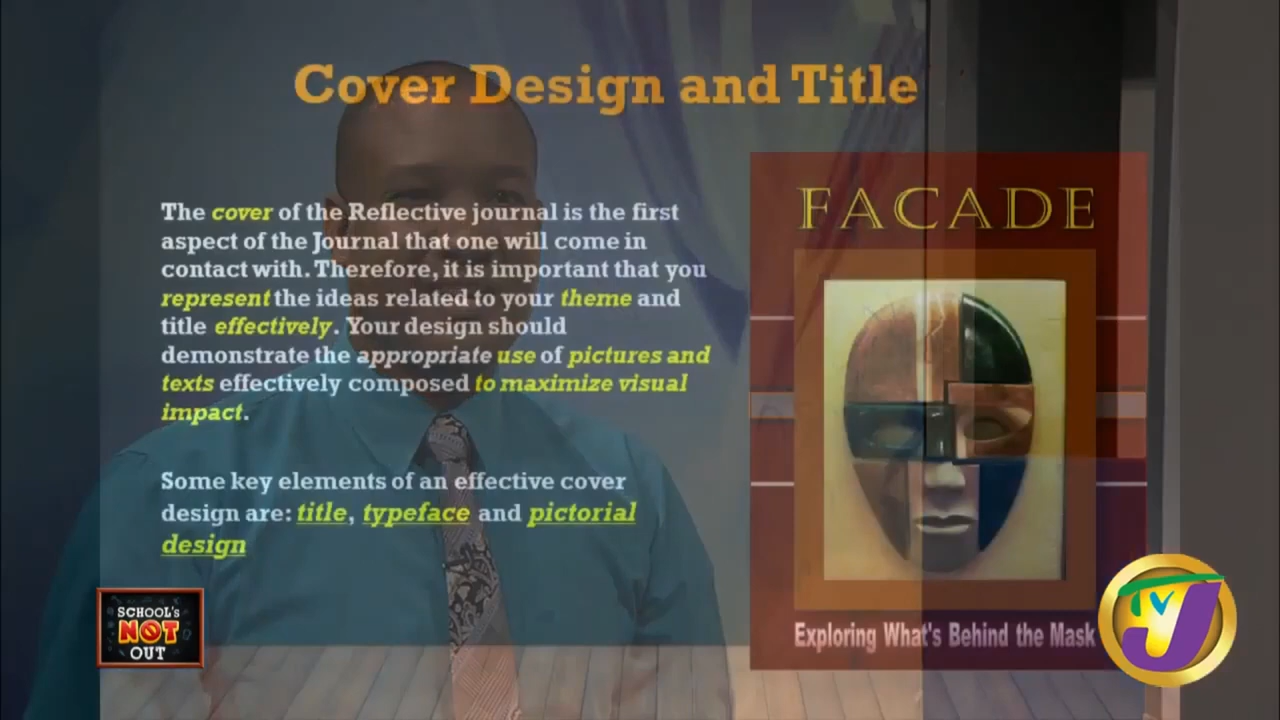 Cover Design and Title
The cover of the Reflective journal is the first
aspect of the Journal that one will come in
contact with. Therefore, it is important that you
represent the ideas related to your theme and
title effectively. Your design should
demonstrate the appropriate use of pictures and
texts effectively composed to maximize visual
impact.
Some key elements of an effective cover
design are: title, typeface and pictorial
design
FACADE
Exploring What's Behind the Mask
SCHOOL's
NOT
OUT
TVJ